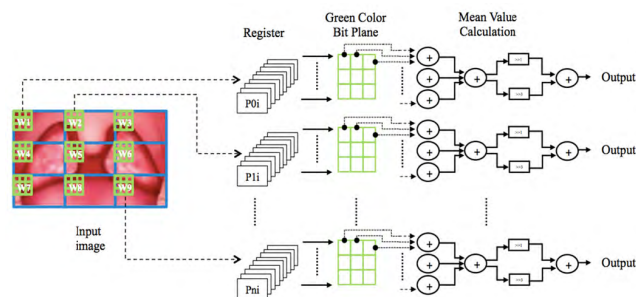 Register
Green Color
Bit Plane
Mean Value
Calculation
P0i
Output
W1 W2 W3
W4 W5 W6
W7 W8 W9
P1i
Output
Input
image
Pni
Output
+ + + + +
+ + + + +
+ + + + +